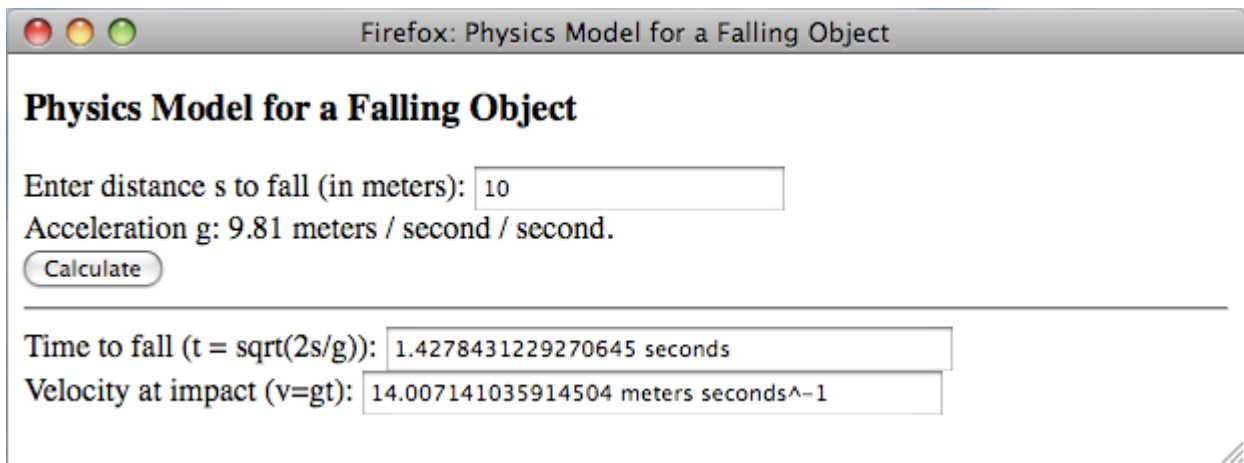 Firefox: Physics Model for a Falling Object
Physics Model for a Falling Object
Enter distance s to fall (in meters): 10
Acceleration g: 9.81 meters / second / second.
Calculate
Time to fall (t = sqrt(2s/g)): 1.4278431229270645 seconds
Velocity at impact (v=gt): 14.007141035914504 meters seconds^-1